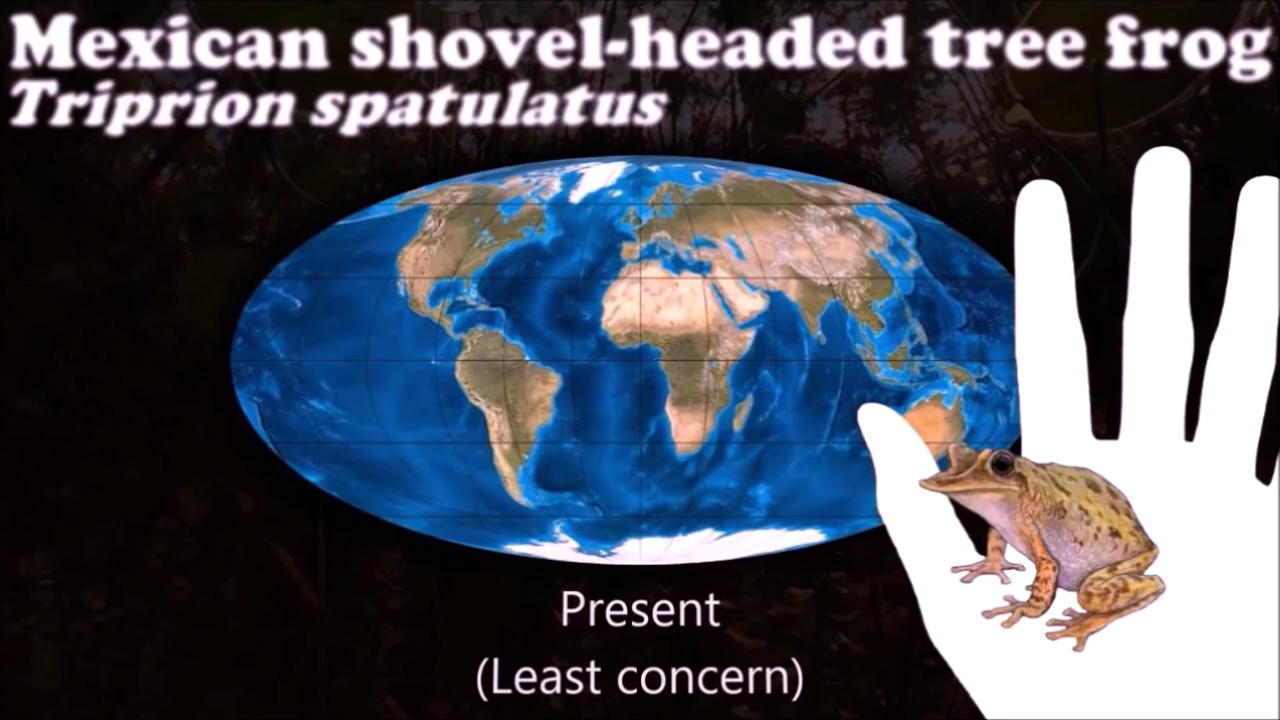 Mexican shovel-headed tree frog
Triprion spatulatus
Present
(Least concern)